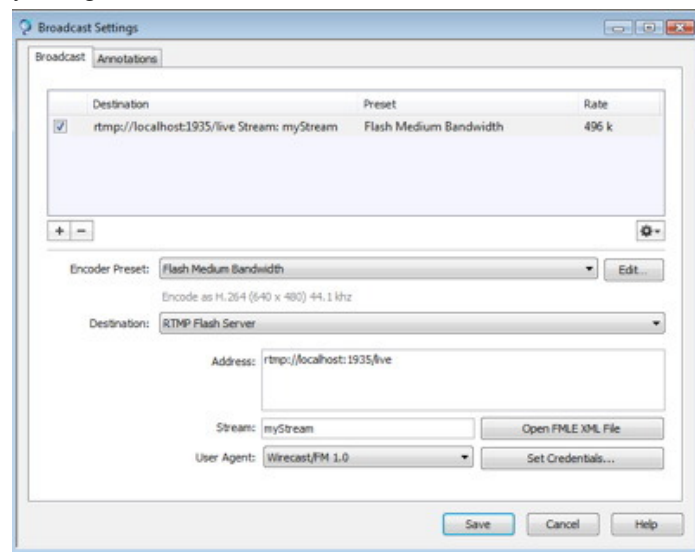 Broadcast Settings
Broadcast Annotations
Destination Preset Rate
rtmp://localhost:1935/live Stream: myStream Flash Medium Bandwidth 496 k
+ -
Encoder Preset: Flash Medium Bandwidth Edit...
Encode as H.264 (640 x 480) 44.1 khz
Destination: RTMP Flash Server
Address: rtmp://localhost:1935/live
Stream: myStream Open FMLE XML File
User Agent: Wirecast/FM 1.0 Set Credentials...
Save Cancel Help